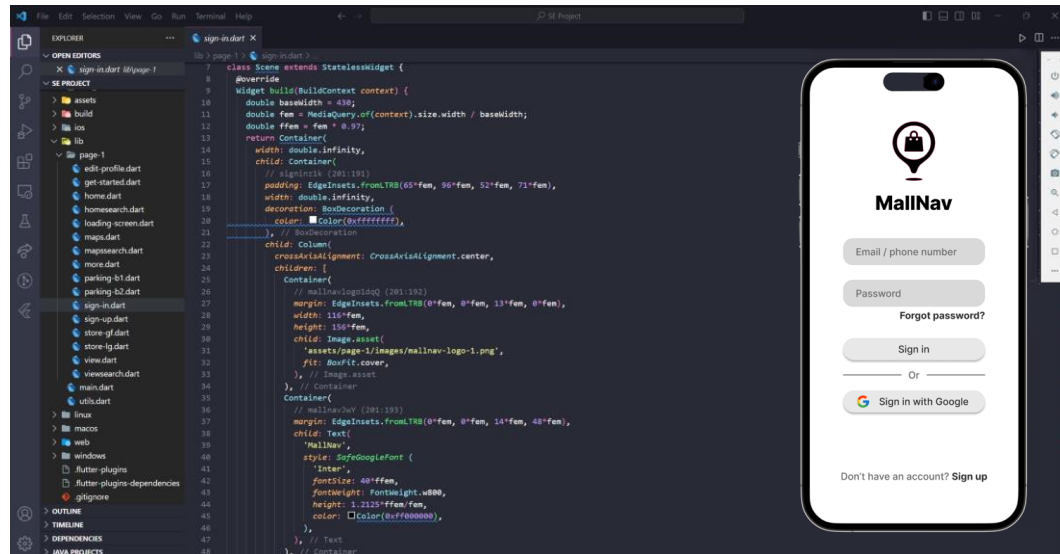 File Edit Selection View Go Run Terminal Help
SE Project
EXPLORER
OPEN EDITORS
sign-in.dart lib\page-1
SE PROJECT
assets
build
ios
lib
page-1
edit-profile.dart
get-started.dart
home.dart
homesearch.dart
loading-screen.dart
maps.dart
mapssearch.dart
more.dart
parking-b1.dart
parking-b2.dart
sign-in.dart
sign-up.dart
store-gf.dart
store-lg.dart
view.dart
viewsearch.dart
main.dart
utils.dart
linux
macos
web
windows
.flutter-plugins
.flutter-plugins-dependencies
.gitignore
OUTLINE
TIMELINE
DEPENDENCIES
JAVA PROJECTS
sign-in.dart
lib > page-1 > sign-in.dart >
7 class Scene extends StatelessWidget {
8 @override
9 Widget build(BuildContext context) {
10 double baseWidth = 430;
11 double fem = MediaQuery.of(context).size.width / baseWidth;
12 double ffem = fem * 0.97;
13 return Container(
14 width: double.infinity,
15 child: Container(
16 // signinr1k (201:191)
17 padding: EdgeInsets.fromLTRB(65*fem, 96*fem, 52*fem, 71*fem),
18 width: double.infinity,
19 decoration: BoxDecoration (
20 color: Color(0xffffffff),
21 ), // BoxDecoration
22 child: Column(
23 crossAxisAlignment: CrossAxisAlignment.center,
24 children: [
25 Container(
26 // mallnavlogo1dqQ (201:192)
27 margin: EdgeInsets.fromLTRB(0*fem, 0*fem, 13*fem, 0*fem),
28 width: 116*fem,
29 height: 156*fem,
30 child: Image.asset(
31 'assets/page-1/images/mallnav-logo-1.png',
32 fit: BoxFit.cover,
33 ), // Image.asset
34 ), // Container
35 Container(
36 // mallnavJwY (201:193)
37 margin: EdgeInsets.fromLTRB(0*fem, 0*fem, 14*fem, 48*fem),
38 child: Text(
39 'MallNav',
40 style: SafeGoogleFont (
41 'Inter',
42 fontSize: 40*ffem,
43 fontWeight: FontWeight.w800,
44 height: 1.2125*ffem/fem,
45 color: Color(0xff000000),
46 ),
47 ), // Text
48 ), // Container
MallNav
Email / phone number
Password
Forgot password?
Sign in
Or
Sign in with Google
Don't have an account? Sign up